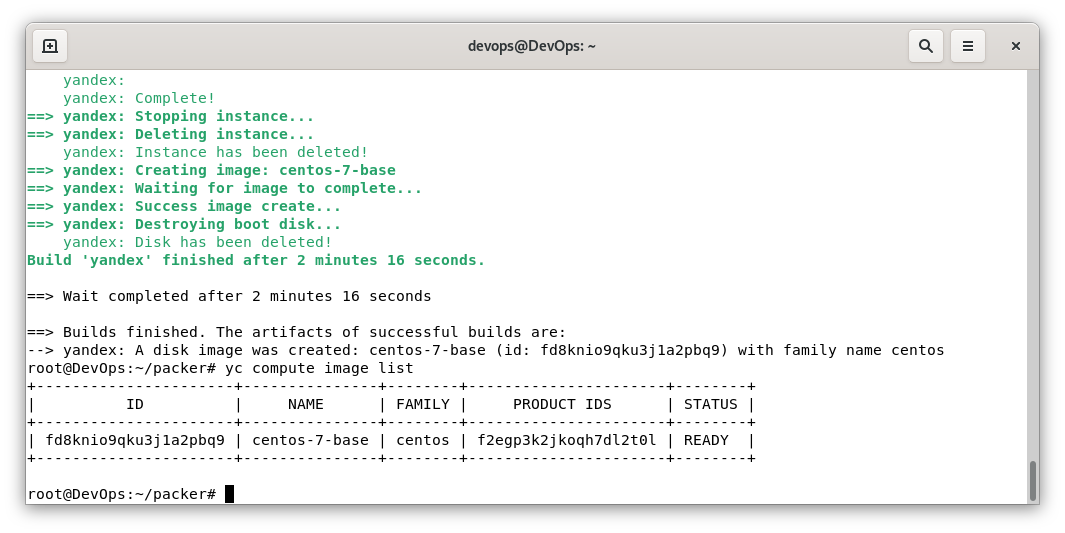 devops@DevOps: ~
    yandex:
    yandex: Complete!
==> yandex: Stopping instance...
==> yandex: Deleting instance...
    yandex: Instance has been deleted!
==> yandex: Creating image: centos-7-base
==> yandex: Waiting for image to complete...
==> yandex: Success image create...
==> yandex: Destroying boot disk...
    yandex: Disk has been deleted!
Build 'yandex' finished after 2 minutes 16 seconds.
==> Wait completed after 2 minutes 16 seconds
==> Builds finished. The artifacts of successful builds are:
--> yandex: A disk image was created: centos-7-base (id: fd8knio9qku3j1a2pbq9) with family name centos
root@DevOps:~/packer# yc compute image list
+----------------------+---------------+--------+----------------------+--------+
|          ID          |     NAME      | FAMILY |     PRODUCT IDS      | STATUS |
+----------------------+---------------+--------+----------------------+--------+
| fd8knio9qku3j1a2pbq9 | centos-7-base | centos | f2egp3k2jkoqh7dl2t0l | READY  |
+----------------------+---------------+--------+----------------------+--------+
root@DevOps:~/packer#